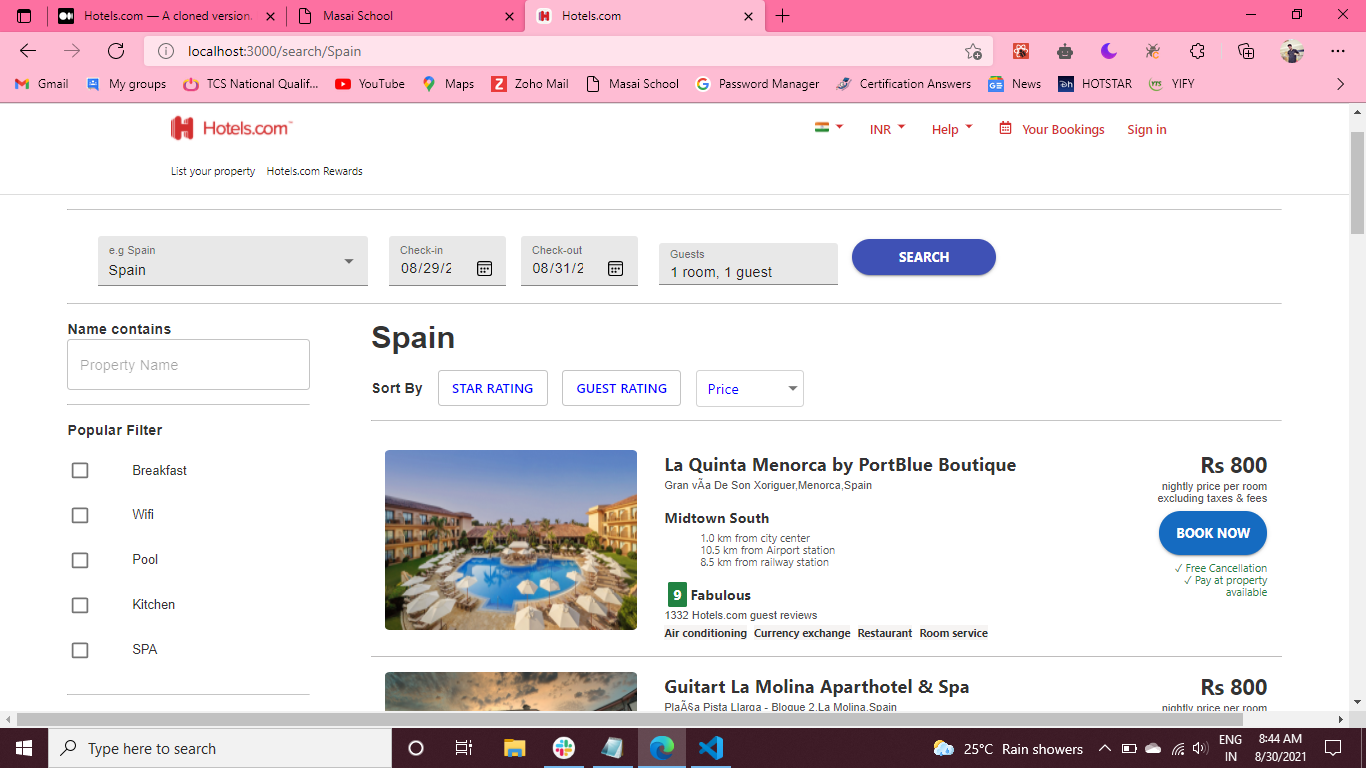 Hotels.com — A cloned version.
Masai School
Hotels.com
localhost:3000/search/Spain
Gmail
My groups
TCS National Qualif...
YouTube
Maps
Zoho Mail
Masai School
Password Manager
Certification Answers
News
HOTSTAR
YIFY
Hotels.com™
INR
Help
Your Bookings
Sign in
List your property
Hotels.com Rewards
e.g Spain
Spain
Check-in
08/29/2
Check-out
08/31/2
Guests
1 room, 1 guest
SEARCH
Name contains
Property Name
Popular Filter
Breakfast
Wifi
Pool
Kitchen
SPA
Spain
Sort By
STAR RATING
GUEST RATING
Price
La Quinta Menorca by PortBlue Boutique
Gran vÃa De Son Xoriguer,Menorca,Spain
Midtown South
1.0 km from city center
10.5 km from Airport station
8.5 km from railway station
9 Fabulous
1332 Hotels.com guest reviews
Air conditioning Currency exchange Restaurant Room service
Rs 800
nightly price per room
excluding taxes & fees
BOOK NOW
✓ Free Cancellation
✓ Pay at property
available
Guitart La Molina Aparthotel & Spa
PlaÃ§a Pista Llarga - Bloque 2,La Molina,Spain
Rs 800
nightly price per room
Type here to search
25°C Rain showers
ENG
IN
8:44 AM
8/30/2021